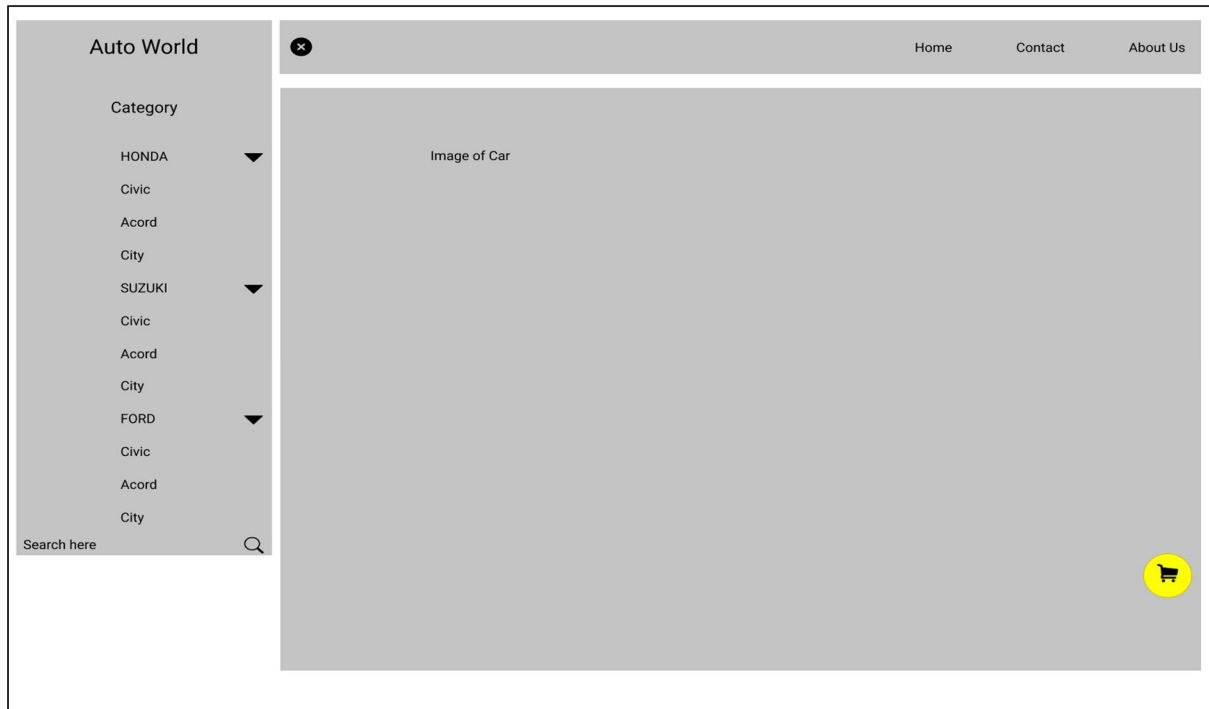 Auto World
Home Contact About Us
Category
HONDA
Civic
Acord
City
SUZUKI
Civic
Acord
City
FORD
Civic
Acord
City
Search here
Image of Car